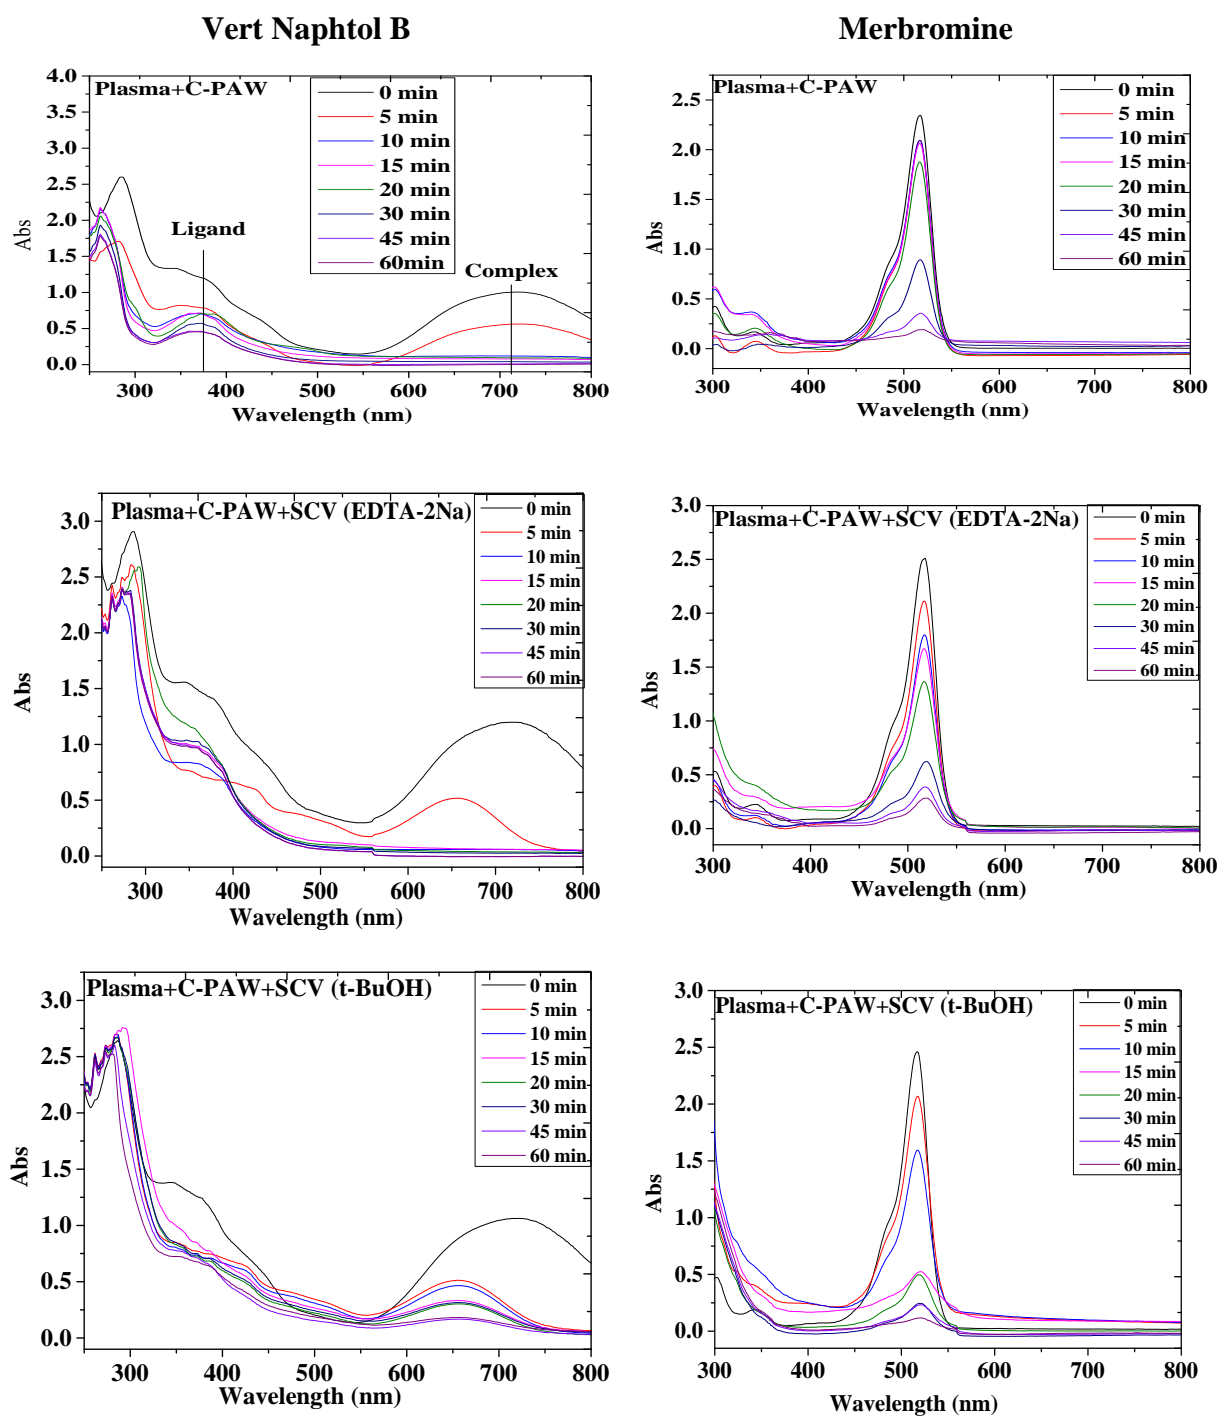 Vert Naphtol B
Merbromine
Plasma+C-PAW
Ligand
Complex
0 min
5 min
10 min
15 min
20 min
30 min
45 min
60min
4.0
3.5
3.0
2.5
2.0
1.5
1.0
0.5
0.0
Abs
300 400 500 600 700 800
Wavelength (nm)
Plasma+C-PAW
0 min
5 min
10 min
15 min
20 min
30 min
45 min
60 min
2.5
2.0
1.5
1.0
0.5
0.0
Abs
300 400 500 600 700 800
Wavelength (nm)
Plasma+C-PAW+SCV (EDTA-2Na)
0 min
5 min
10 min
15 min
20 min
30 min
45 min
60 min
3.0
2.5
2.0
1.5
1.0
0.5
0.0
Abs
300 400 500 600 700 800
Wavelength (nm)
Plasma+C-PAW+SCV (EDTA-2Na)
0 min
5 min
10 min
15 min
20 min
30 min
45 min
60 min
3.0
2.5
2.0
1.5
1.0
0.5
0.0
Abs
300 400 500 600 700 800
Wavelength (nm)
Plasma+C-PAW+SCV (t-BuOH)
0 min
5 min
10 min
15 min
20 min
30 min
45 min
60 min
3.0
2.5
2.0
1.5
1.0
0.5
0.0
Abs
300 400 500 600 700 800
Wavelength (nm)
Plasma+C-PAW+SCV (t-BuOH)
0 min
5 min
10 min
15 min
20 min
30 min
45 min
60 min
3.0
2.5
2.0
1.5
1.0
0.5
0.0
Abs
300 400 500 600 700 800
Wavelength (nm)